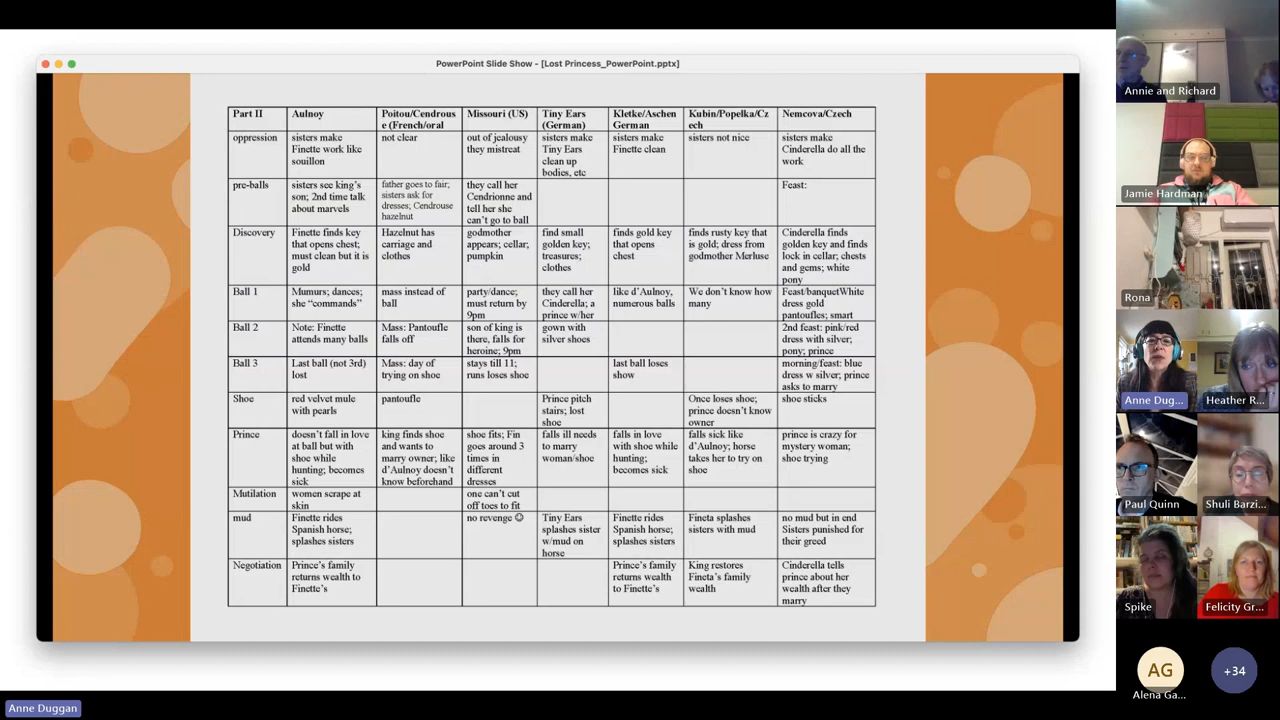 PowerPoint Slide Show - [Lost Princess_PowerPoint.pptx]
Part II
Aulnoy
Poitou/Cendrous
e (French/oral
Missouri (US)
Tiny Ears
(German)
Kletke/Aschen
German
Kubin/Popelka/Cz
ech
Nemcova/Czech
oppression
sisters make
Finette work like
souillon
not clear
out of jealousy
they mistreat
sisters make
Tiny Ears
clean up
bodies, etc
sisters make
Finette clean
sisters not nice
sisters make
Cinderella do all the
work
pre-balls
sisters see king's
son; 2nd time talk
about marvels
father goes to fair;
sisters ask for
dresses; Cendrouse
hazelnut
they call her
Cendrionne and
tell her she
can't go to ball
Feast:
Discovery
Finette finds key
that opens chest;
must clean but it is
gold
Hazelnut has
carriage and
clothes
godmother
appears; cellar;
pumpkin
find small
golden key;
treasures;
clothes
finds gold key
that opens
chest
finds rusty key that
is gold; dress from
godmother Merluse
Cinderella finds
golden key and finds
lock in cellar; chests
and gems; white
pony
Ball 1
Mumurs; dances;
she "commands"
mass instead of
ball
party/dance;
must return by
9pm
they call her
Cinderella; a
prince w/her
like d'Aulnoy,
numerous balls
We don't know how
many
Feast/banquetWhite
dress gold
pantoufles; smart
Ball 2
Note: Finette
attends many balls
Mass: Pantoufle
falls off
son of king is
there, falls for
heroine; 9pm
gown with
silver shoes
2nd feast: pink/red
dress with silver;
pony; prince
Ball 3
Last ball (not 3rd)
lost
Mass: day of
trying on shoe
stays till 11;
runs loses shoe
last ball loses
show
morning/feast: blue
dress w silver; prince
asks to marry
Shoe
red velvet mule
with pearls
pantoufle
Prince pitch
stairs; lost
shoe
Once loses shoe;
prince doesn't know
owner
shoe sticks
Prince
doesn't fall in love
at ball but with
shoe while
hunting; becomes
sick
king finds shoe
and wants to
marry owner; like
d'Aulnoy doesn't
know beforehand
shoe fits; Fin
goes around 3
times in
different
dresses
falls ill needs
to marry
woman/shoe
falls in love
with shoe while
hunting;
becomes sick
falls sick like
d'Aulnoy; horse
takes her to try on
shoe
prince is crazy for
mystery woman;
shoe trying
Mutilation
women scrape at
skin
one can't cut
off toes to fit
mud
Finette rides
Spanish horse;
splashes sisters
no revenge ☺
Tiny Ears
splashes sister
w/mud on
horse
Finette rides
Spanish horse;
splashes sisters
Fineta splashes
sisters with mud
no mud but in end
Sisters punished for
their greed
Negotiation
Prince's family
returns wealth to
Finette's
Prince's family
returns wealth
to Finette's
King restores
Fineta's family
wealth
Cinderella tells
prince about her
wealth after they
marry
Annie and Richard
Jamie Hardman
Rona
Anne Dug...
Heather R...
Paul Quinn
Shuli Barzi...
Spike
Felicity Gr...
AG
Alena Ga...
+34
Anne Duggan